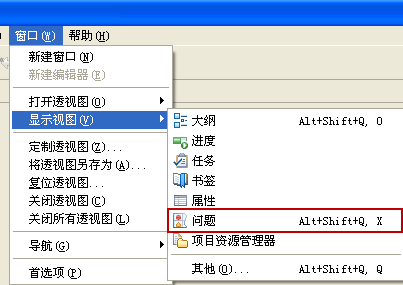 窗口(W) 帮助(H)
新建窗口(N)
新建编辑器(E)
打开透视图(O)
显示视图(V)
定制透视图(Z)...
将透视图另存为(A)...
复位透视图(R)
关闭透视图(C)
关闭所有透视图(L)
导航(G)
首选项(P)
大纲 Alt+Shift+Q, O
进度
任务
书签
属性
问题 Alt+Shift+Q, X
项目资源管理器
其他(O)... Alt+Shift+Q, Q